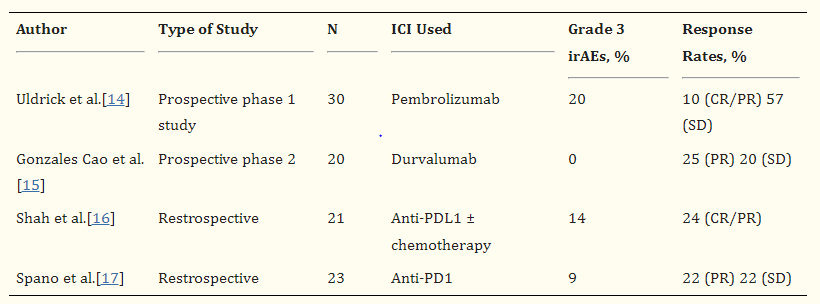 Author Type of Study N ICI Used Grade 3 Response
irAEs, % Rates, %
Uldrick et al.[14] Prospective phase 1 30 Pembrolizumab 20 10 (CR/PR) 57
study (SD)
Gonzales Cao et al. Prospective phase 2 20 Durvalumab 0 25 (PR) 20 (SD)
[15]
Shah et al.[16] Restrospective 21 Anti-PDL1 ± 14 24 (CR/PR)
chemotherapy
Spano et al.[17] Restrospective 23 Anti-PD1 9 22 (PR) 22 (SD)